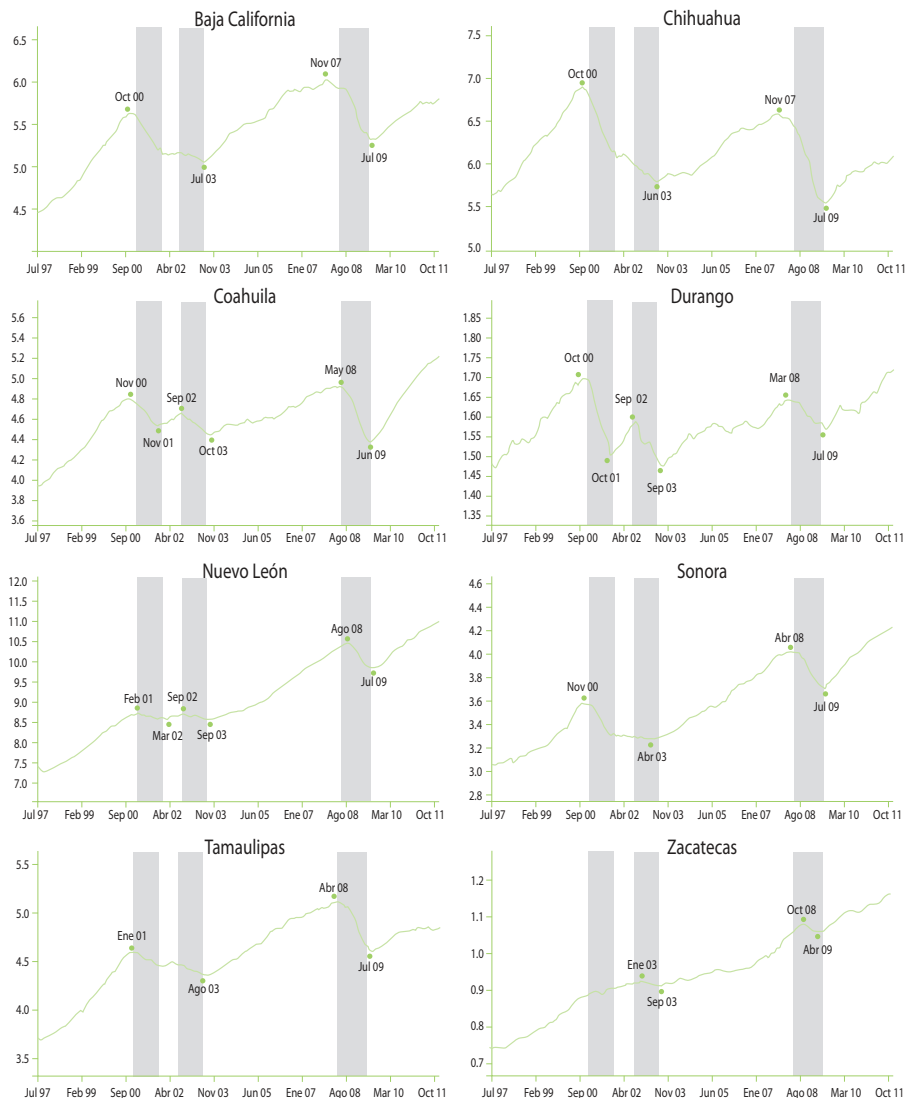 Baja California
6.5
6.0
5.5
5.0
4.5
Oct 00
Jul 03
Nov 07
Jul 09
Jul 97 Feb 99 Sep 00 Abr 02 Nov 03 Jun 05 Ene 07 Ago 08 Mar 10 Oct 11
Chihuahua
7.5
7.0
6.5
6.0
5.5
5.0
Oct 00
Jun 03
Nov 07
Jul 09
Jul 97 Feb 99 Sep 00 Abr 02 Nov 03 Jun 05 Ene 07 Ago 08 Mar 10 Oct 11
Coahuila
5.6
5.4
5.2
5.0
4.8
4.6
4.4
4.2
4.0
3.8
3.6
Nov 00
Nov 01
Sep 02
Oct 03
May 08
Jun 09
Jul 97 Feb 99 Sep 00 Abr 02 Nov 03 Jun 05 Ene 07 Ago 08 Mar 10 Oct 11
Durango
1.85
1.80
1.75
1.70
1.65
1.60
1.55
1.50
1.45
1.40
1.35
Oct 00
Oct 01
Sep 02
Sep 03
Mar 08
Jul 09
Jul 97 Feb 99 Sep 00 Abr 02 Nov 03 Jun 05 Ene 07 Ago 08 Mar 10 Oct 11
Nuevo León
12.0
11.5
11.0
10.5
10.0
9.5
9.0
8.5
8.0
7.5
7.0
Feb 01
Mar 02
Sep 02
Sep 03
Ago 08
Jul 09
Jul 97 Feb 99 Sep 00 Abr 02 Nov 03 Jun 05 Ene 07 Ago 08 Mar 10 Oct 11
Sonora
4.6
4.4
4.2
4.0
3.8
3.6
3.4
3.2
3.0
2.8
Nov 00
Abr 03
Abr 08
Jul 09
Jul 97 Feb 99 Sep 00 Abr 02 Nov 03 Jun 05 Ene 07 Ago 08 Mar 10 Oct 11
Tamaulipas
5.5
5.0
4.5
4.0
3.5
Ene 01
Ago 03
Abr 08
Jul 09
Jul 97 Feb 99 Sep 00 Abr 02 Nov 03 Jun 05 Ene 07 Ago 08 Mar 10 Oct 11
Zacatecas
1.2
1.1
1.0
0.9
0.8
0.7
Ene 03
Sep 03
Oct 08
Abr 09
Jul 97 Feb 99 Sep 00 Abr 02 Nov 03 Jun 05 Ene 07 Ago 08 Mar 10 Oct 11